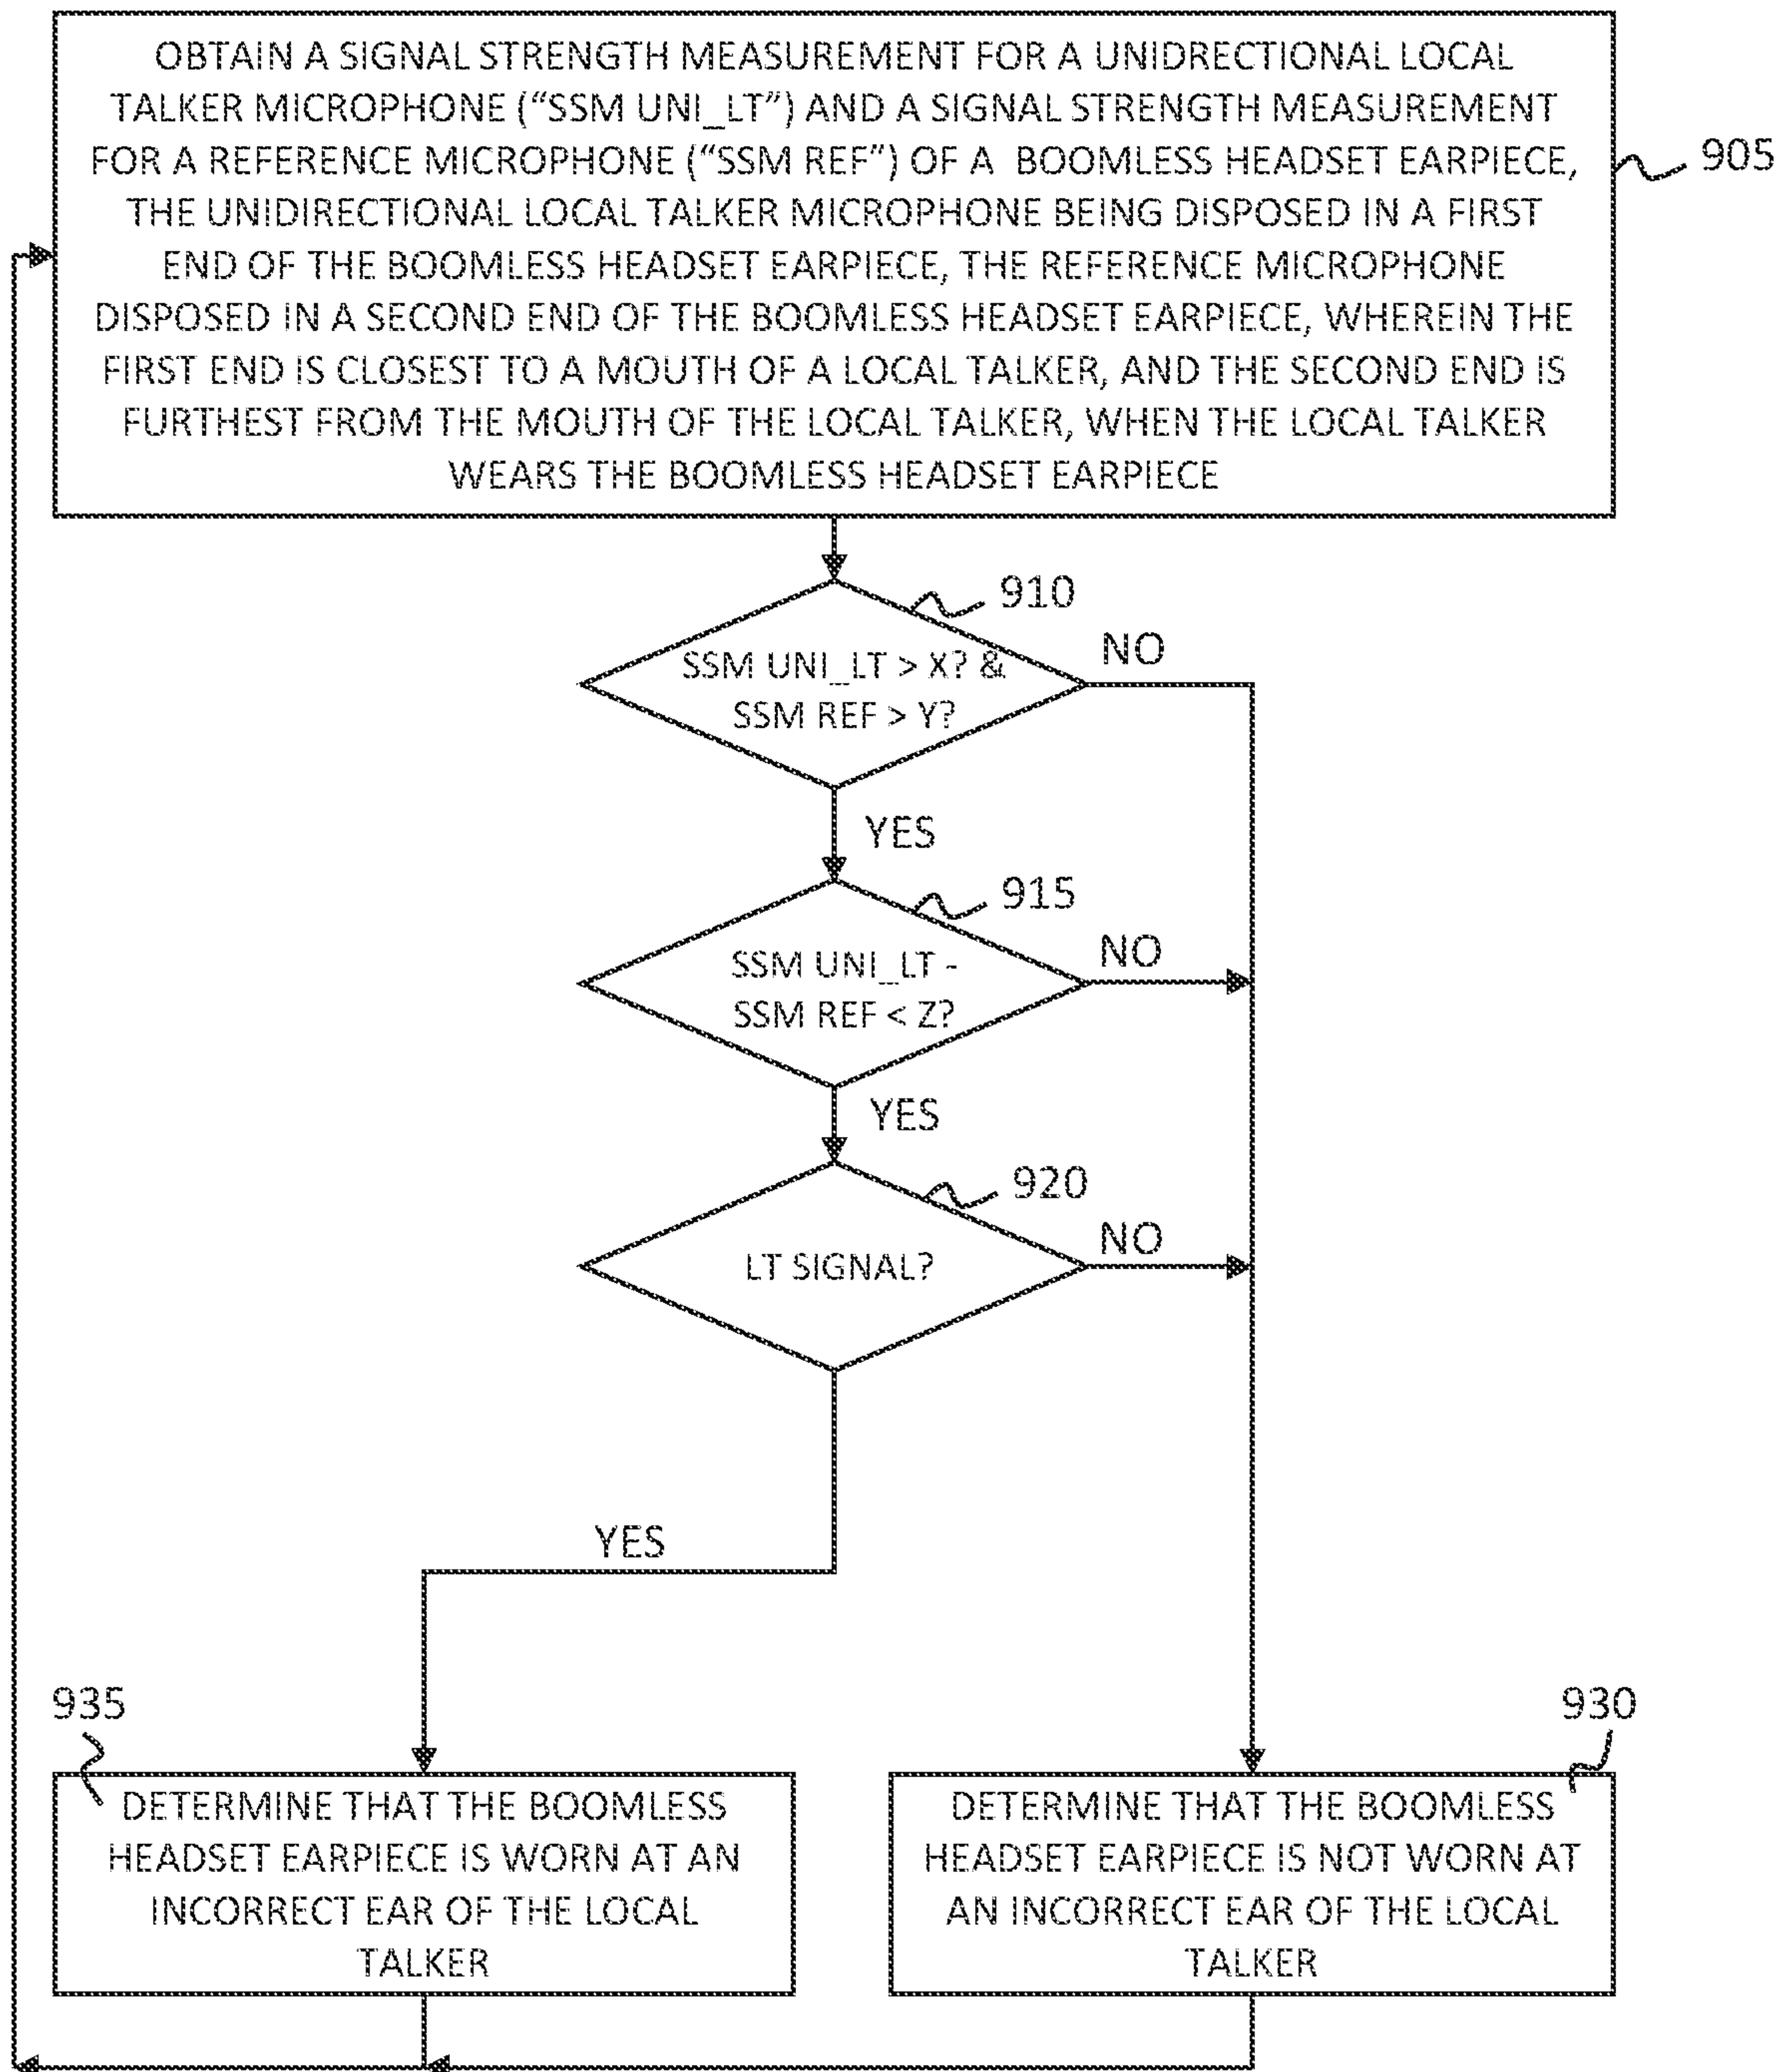 OBTAIN A SIGNAL STRENGTH MEASUREMENT FOR A UNIDRECTIONAL LOCAL
TALKER MICROPHONE (“SSM UNI_LT”) AND A SIGNAL STRENGTH MEASUREMENT
FOR A REFERENCE MICROPHONE (“SSM REF”) OF A BOOMLESS HEADSET EARPIECE,
THE UNIDIRECTIONAL LOCAL TALKER MICROPHONE BEING DISPOSED IN A FIRST
END OF THE BOOMLESS HEADSET EARPIECE, THE REFERENCE MICROPHONE
DISPOSED IN A SECOND END OF THE BOOMLESS HEADSET EARPIECE, WHEREIN THE
FIRST END IS CLOSEST TO A MOUTH OF A LOCAL TALKER, AND THE SECOND END IS
FURTHEST FROM THE MOUTH OF THE LOCAL TALKER, WHEN THE LOCAL TALKER
WEARS THE BOOMLESS HEADSET EARPIECE
905
910
SSM UNI_LT > X? &
SSM REF > Y?
NO
YES
915
SSM UNI_LT -
SSM REF < Z?
NO
YES
920
LT SIGNAL?
NO
YES
935
DETERMINE THAT THE BOOMLESS
HEADSET EARPIECE IS WORN AT AN
INCORRECT EAR OF THE LOCAL
TALKER
930
DETERMINE THAT THE BOOMLESS
HEADSET EARPIECE IS NOT WORN AT
AN INCORRECT EAR OF THE LOCAL
TALKER